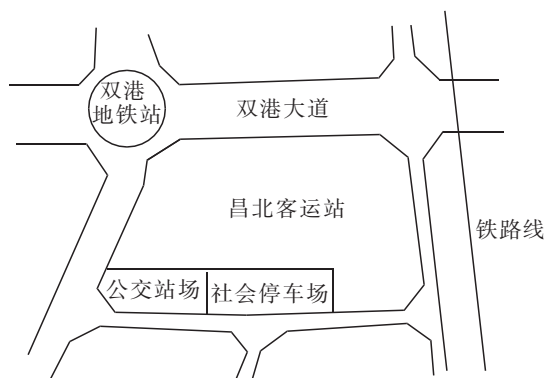 双港
地铁站
双港大道
昌北客运站
铁路线
公交站场
社会停车场